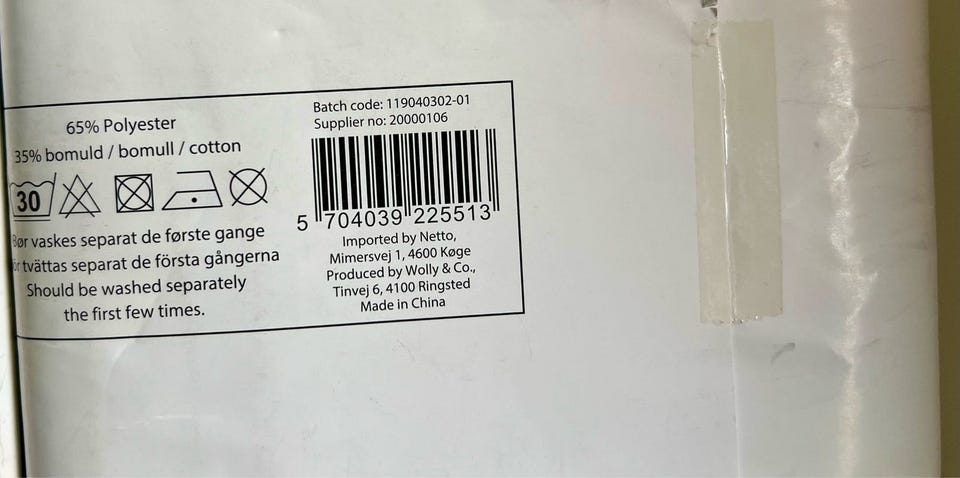 65% Polyester
35% bomuld / bomull / cotton
30
vaskes separat de første gange
tvättas separat de första gångerna
Should be washed separately
the first few times.
Batch code: 119040302-01
Supplier no: 20000106
5 704039 225513
Imported by Netto,
Mimersvej 1, 4600 Køge
Produced by Wolly & Co.,
Tinvej 6, 4100 Ringsted
Made in China